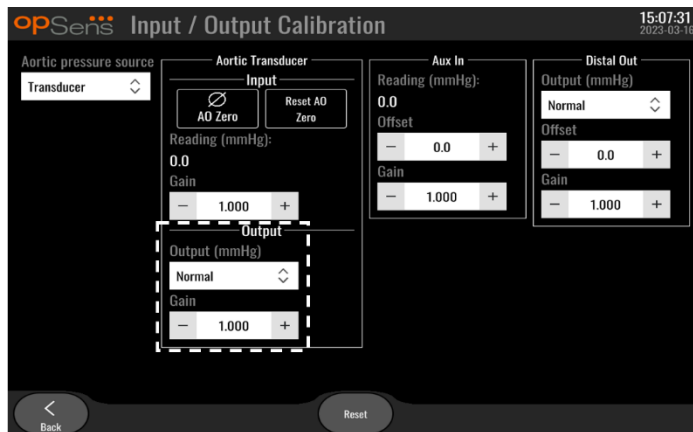 opSens Input / Output Calibration
15:07:31
2023-03-16
Aortic pressure source
Transducer
Aortic Transducer
Input
AO Zero
Reset AO
Zero
Reading (mmHg):
0.0
Gain
− 1.000 +
Output
Output (mmHg)
Normal
Gain
− 1.000 +
Aux In
Reading (mmHg):
0.0
Offset
− 0.0 +
Gain
− 1.000 +
Distal Out
Output (mmHg)
Normal
Offset
− 0.0 +
Gain
− 1.000 +
Back
Reset